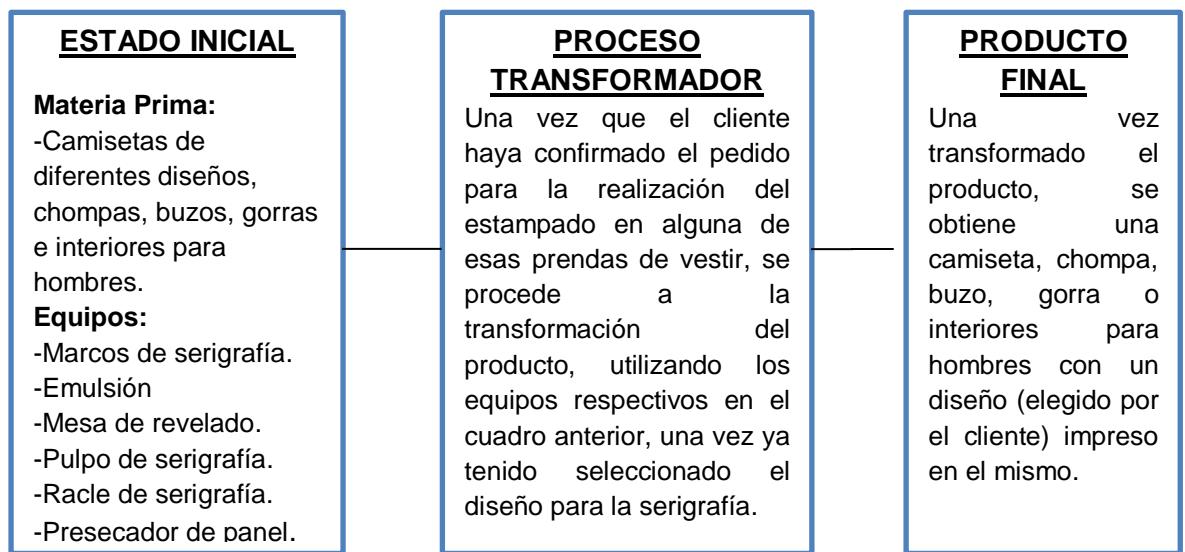 ESTADO INICIAL
Materia Prima:
-Camisetas de
diferentes diseños,
chompas, buzos, gorras
e interiores para
hombres.
Equipos:
-Marcos de serigrafía.
-Emulsión
-Mesa de revelado.
-Pulpo de serigrafía.
-Racle de serigrafía.
-Presecador de panel.
PROCESO
TRANSFORMADOR
Una vez que el cliente
haya confirmado el pedido
para la realización del
estampado en alguna de
esas prendas de vestir, se
procede a la
transformación del
producto, utilizando los
equipos respectivos en el
cuadro anterior, una vez ya
tenido seleccionado el
diseño para la serigrafía.
PRODUCTO
FINAL
Una vez
transformado el
producto, se
obtiene una
camiseta, chompa,
buzo, gorra o
interiores para
hombres con un
diseño (elegido por
el cliente) impreso
en el mismo.